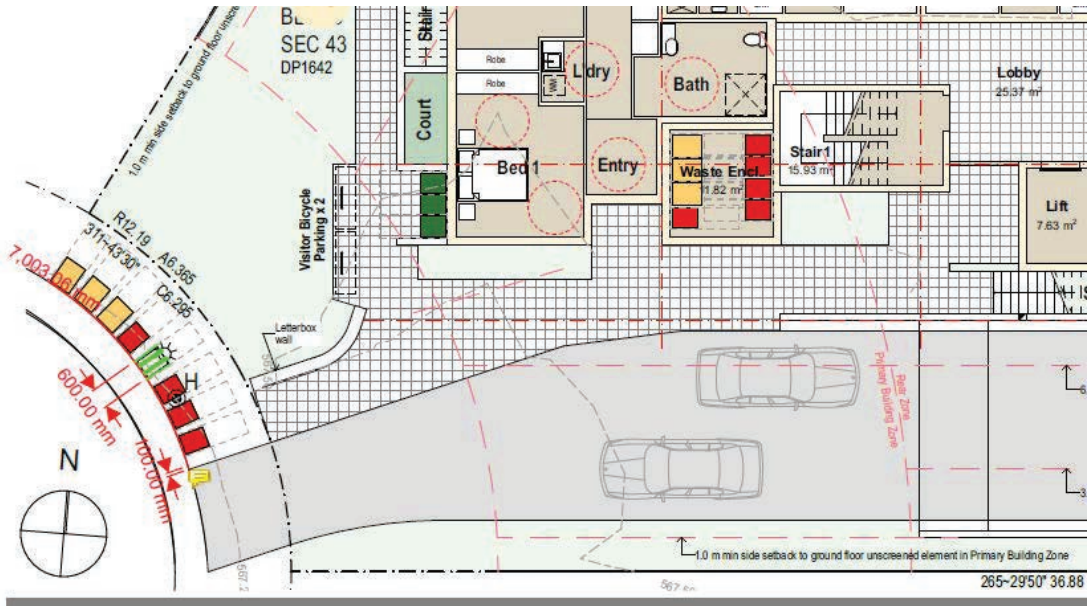 SEC 43
DP1642
1.0 m min side setback to ground floor unscreened
Stair
Robe
Robe
WM
L'dry
Bath
Lobby
25.37 m²
Court
Bed 1
Entry
Waste Encl.
Stair1
15.93 m²
Lift
7.63 m²
Visitor Bicycle
Parking x 2
R12.19
311~43'30"
A6.365
C6.295
7,003.06 mm
Letterbox
wall
H
600.00 mm
100.00 mm
N
Rear Zone
Primary Building Zone
1.0 m min side setback to ground floor unscreened element in Primary Building Zone
265~29'50" 36.88